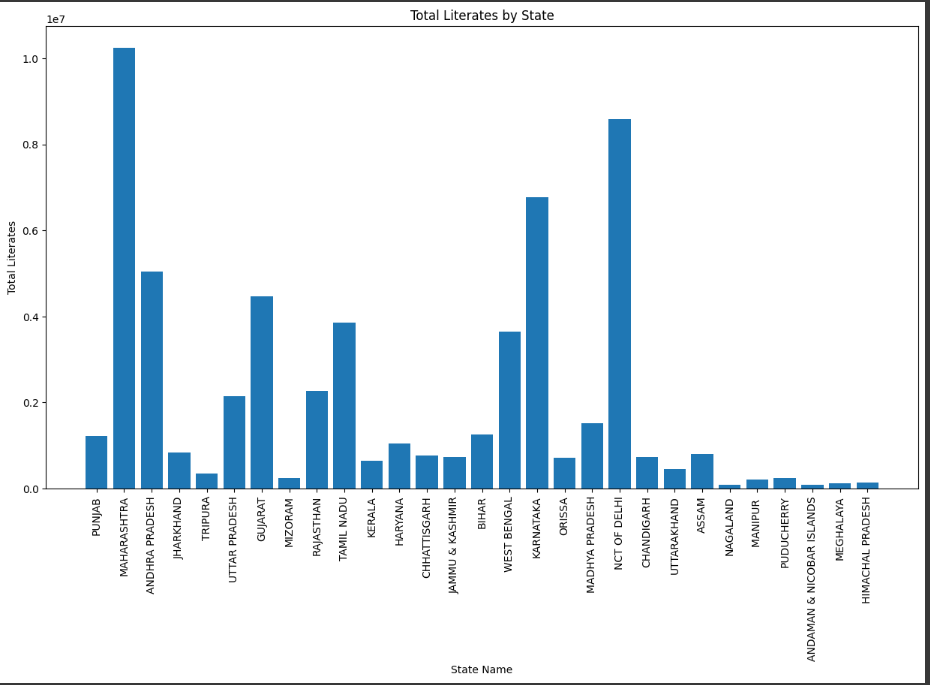 Total Literates by State
1e7
1.0
0.8
0.6
0.4
0.2
0.0
Total Literates
PUNJAB
MAHARASHTRA
ANDHRA PRADESH
JHARKHAND
TRIPURA
UTTAR PRADESH
GUJARAT
MIZORAM
RAJASTHAN
TAMIL NADU
KERALA
HARYANA
CHHATTISGARH
JAMMU & KASHMIR
BIHAR
WEST BENGAL
KARNATAKA
ORISSA
MADHYA PRADESH
NCT OF DELHI
CHANDIGARH
UTTARAKHAND
ASSAM
NAGALAND
MANIPUR
PUDUCHERRY
ANDAMAN & NICOBAR ISLANDS
MEGHALAYA
HIMACHAL PRADESH
State Name